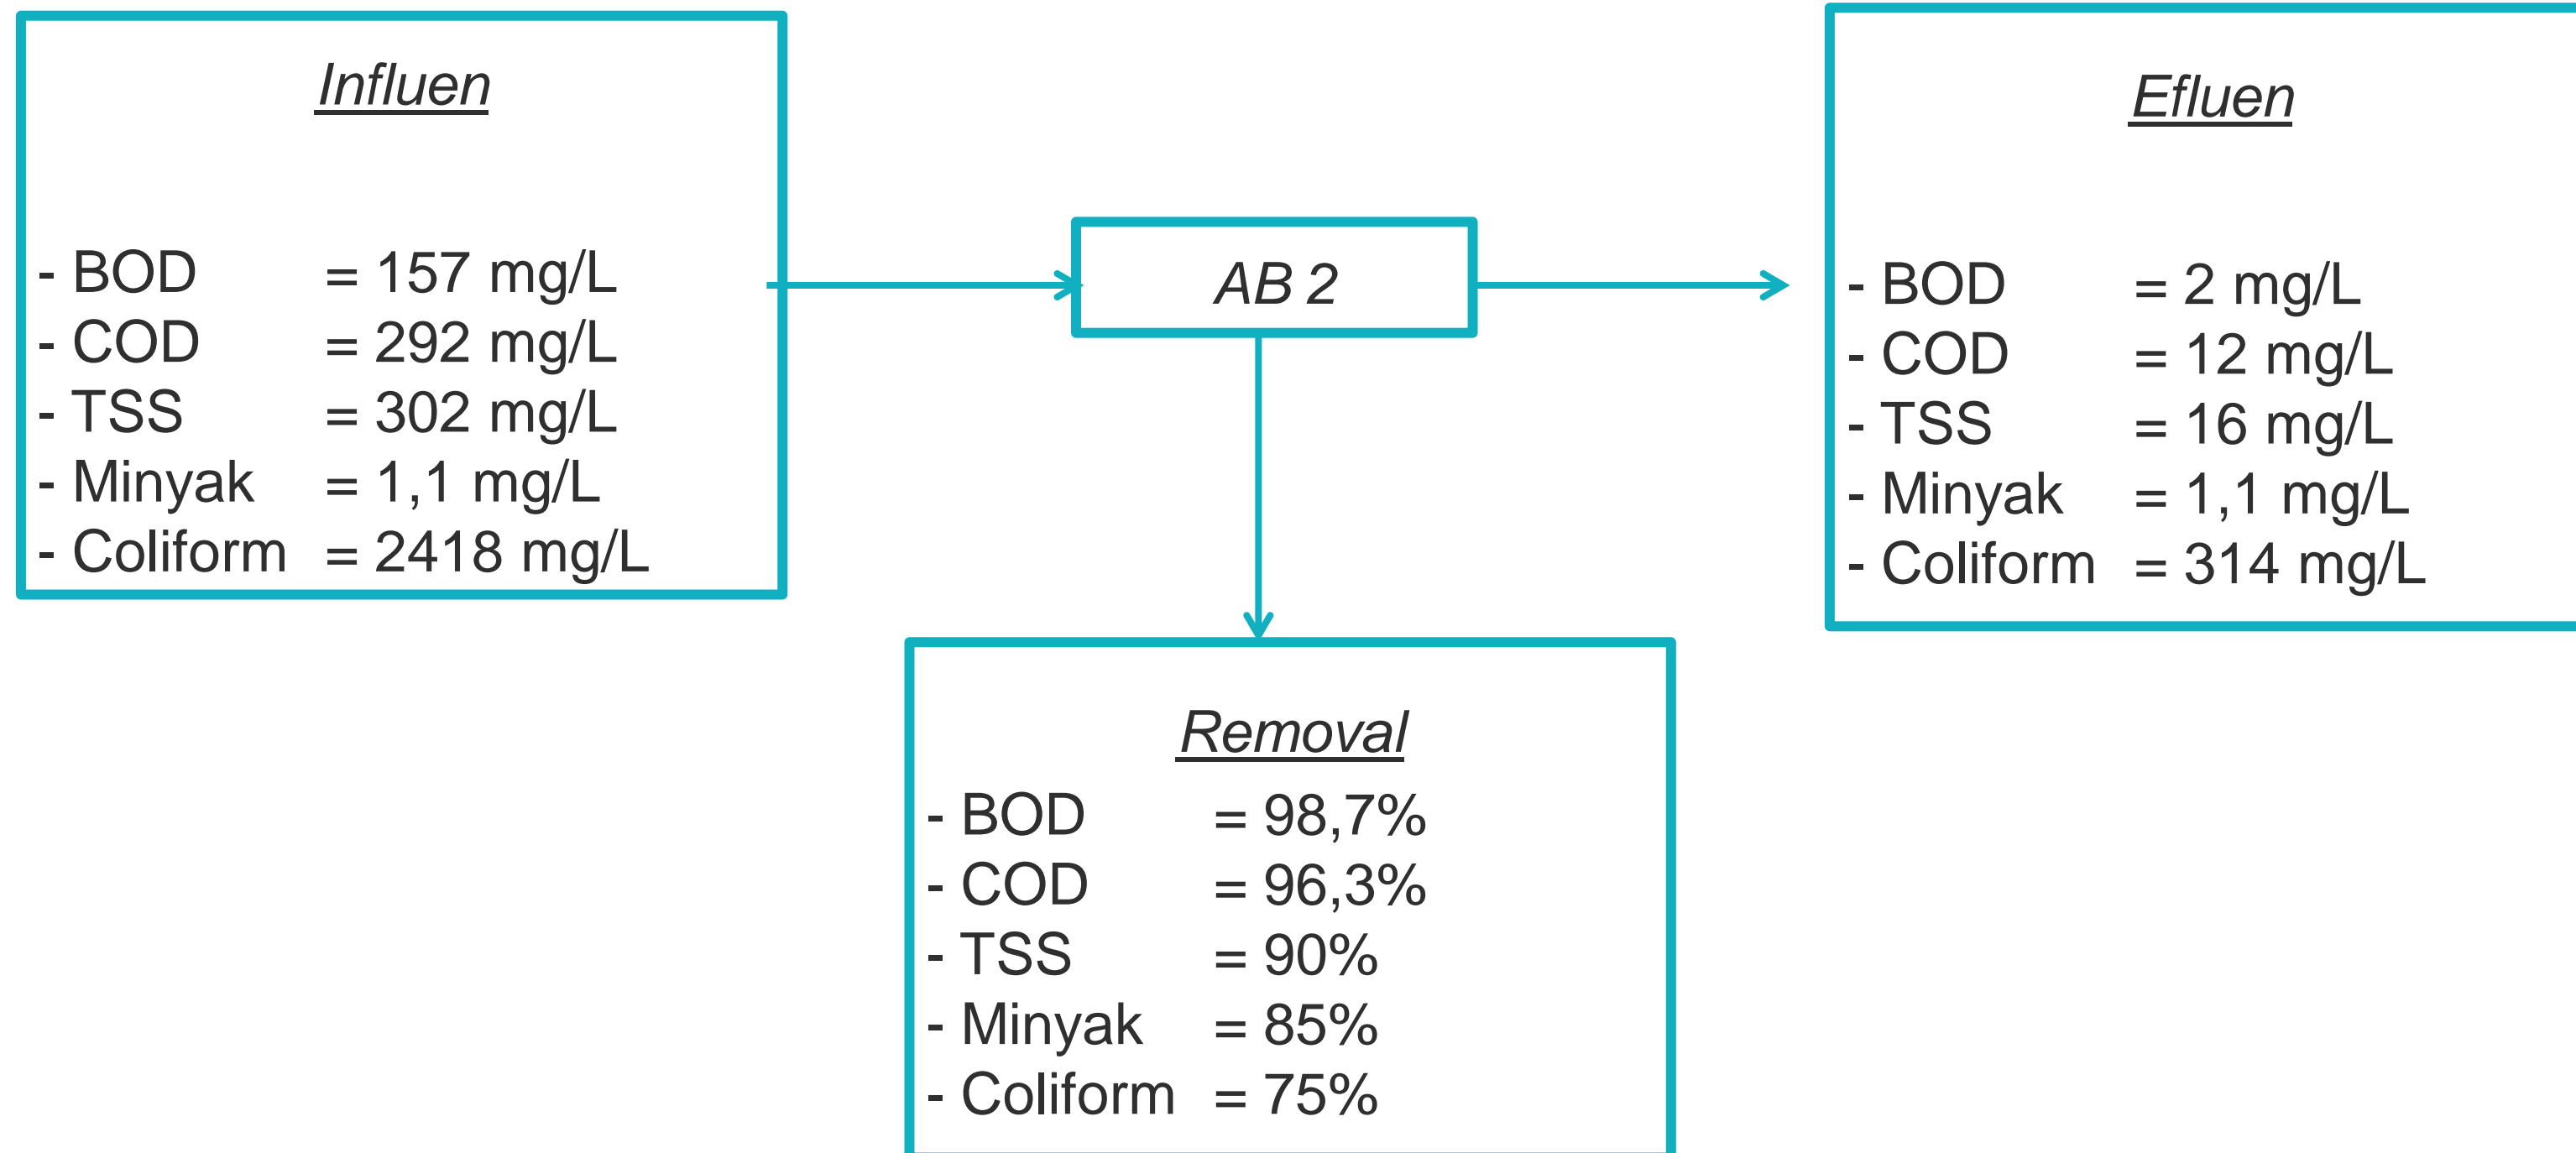 Influen
- BOD = 157 mg/L
- COD = 292 mg/L
- TSS = 302 mg/L
- Minyak = 1,1 mg/L
- Coliform = 2418 mg/L
AB 2
Efluen
- BOD = 2 mg/L
- COD = 12 mg/L
- TSS = 16 mg/L
- Minyak = 1,1 mg/L
- Coliform = 314 mg/L
Removal
- BOD = 98,7%
- COD = 96,3%
- TSS = 90%
- Minyak = 85%
- Coliform = 75%